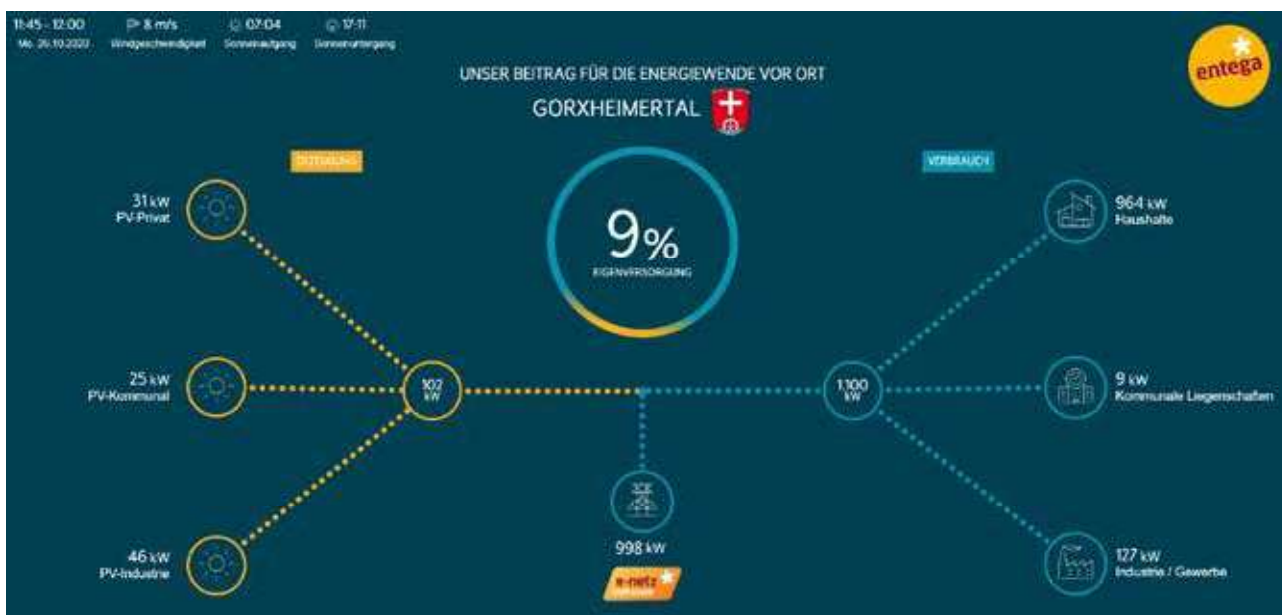 11:45 - 12:00
8 m/s
07:04
17:11
Mo. 26.10.2020
Windgeschwindigkeit
Sonnenaufgang
Sonnenuntergang
entega
UNSER BEITRAG FÜR DIE ENERGIEWENDE VOR ORT
GORXHEIMERTAL
ERZEUGUNG
VERBRAUCH
9%
EIGENVERSORGUNG
31 kW
PV-Privat
964 kW
Haushalte
25 kW
PV-Kommunal
102
kW
1.100
kW
9 kW
Kommunale Liegenschaften
46 kW
PV-Industrie
998 kW
127 kW
Industrie / Gewerbe
e-netz